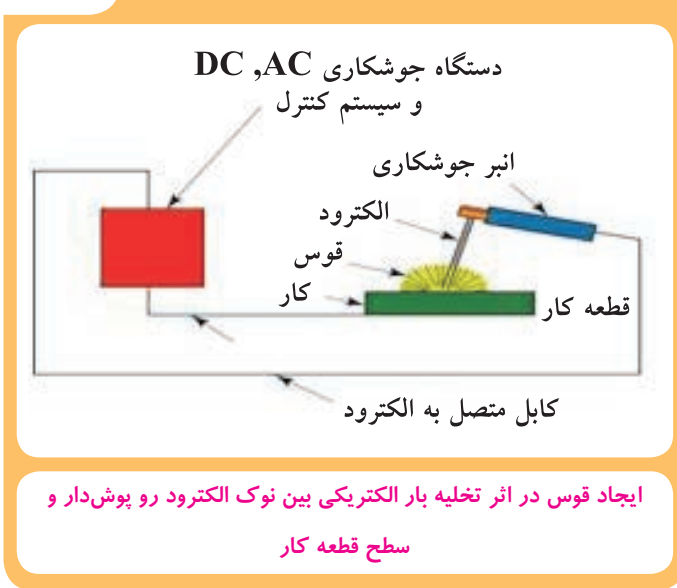 دستگاه جوشکاری DC ,AC
و سیستم کنترل
انبر جوشکاری
الکترود
قوس
کار
قطعه کار
کابل متصل به الکترود
ایجاد قوس در اثر تخلیه بار الکتریکی بین نوک الکترود رو پوش‌دار و
سطح قطعه کار